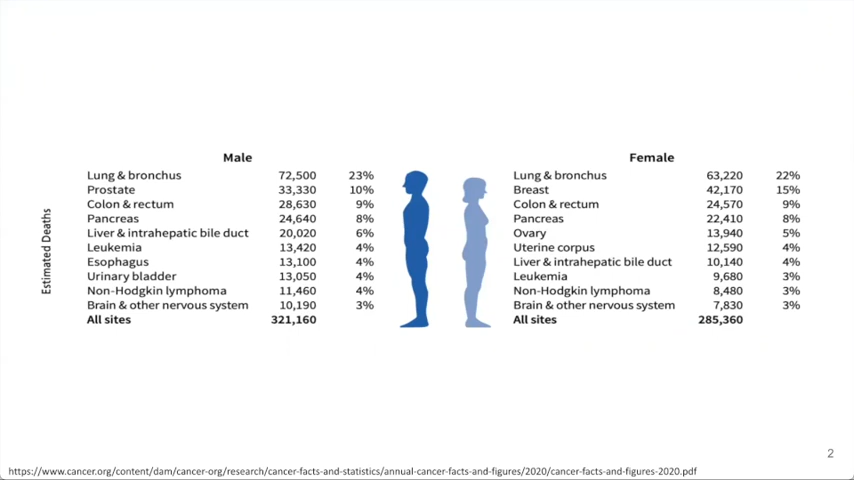 Male
Lung & bronchus 72,500 23%
Prostate 33,330 10%
Colon & rectum 28,630 9%
Pancreas 24,640 8%
Liver & intrahepatic bile duct 20,020 6%
Leukemia 13,420 4%
Esophagus 13,100 4%
Urinary bladder 13,050 4%
Non-Hodgkin lymphoma 11,460 4%
Brain & other nervous system 10,190 3%
All sites 321,160
Female
Lung & bronchus 63,220 22%
Breast 42,170 15%
Colon & rectum 24,570 9%
Pancreas 22,410 8%
Ovary 13,940 5%
Uterine corpus 12,590 4%
Liver & intrahepatic bile duct 10,140 4%
Leukemia 9,680 3%
Non-Hodgkin lymphoma 8,480 3%
Brain & other nervous system 7,830 3%
All sites 285,360
Estimated Deaths
2
https://www.cancer.org/content/dam/cancer-org/research/cancer-facts-and-statistics/annual-cancer-facts-and-figures/2020/cancer-facts-and-figures-2020.pdf